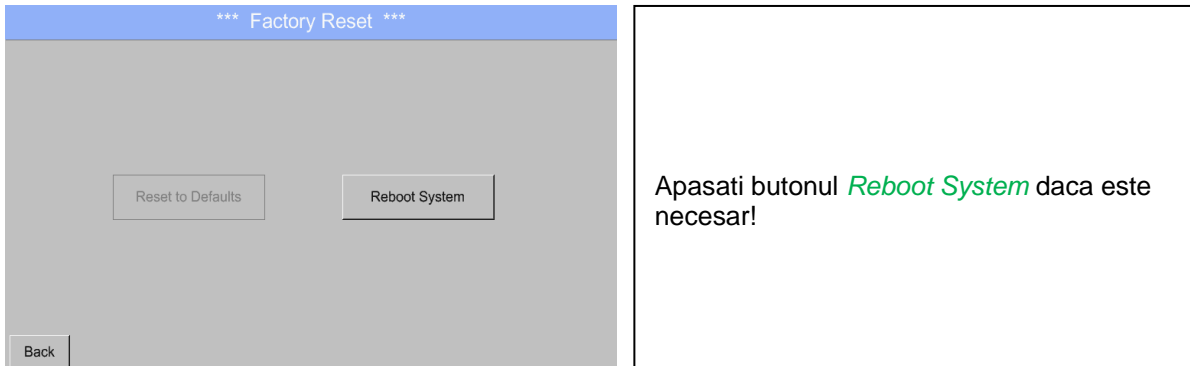 *** Factory Reset ***
Reset to Defaults
Reboot System
Back
Apasati butonul Reboot System daca este
necesar!